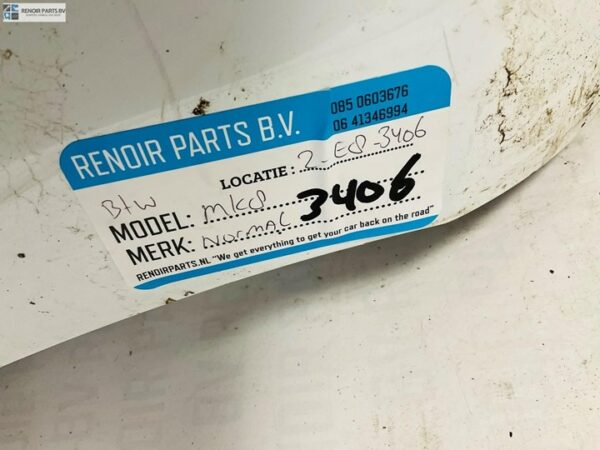 RENOIR PARTS BV
RENOIR PARTS B.V.
085 0603676
06 41346994
LOCATIE : 2-E8-3406
Btw
MODEL: MK8
3406
MERK: NORMAL
RENOIRPARTS.NL "We get everything to get your car back on the road"